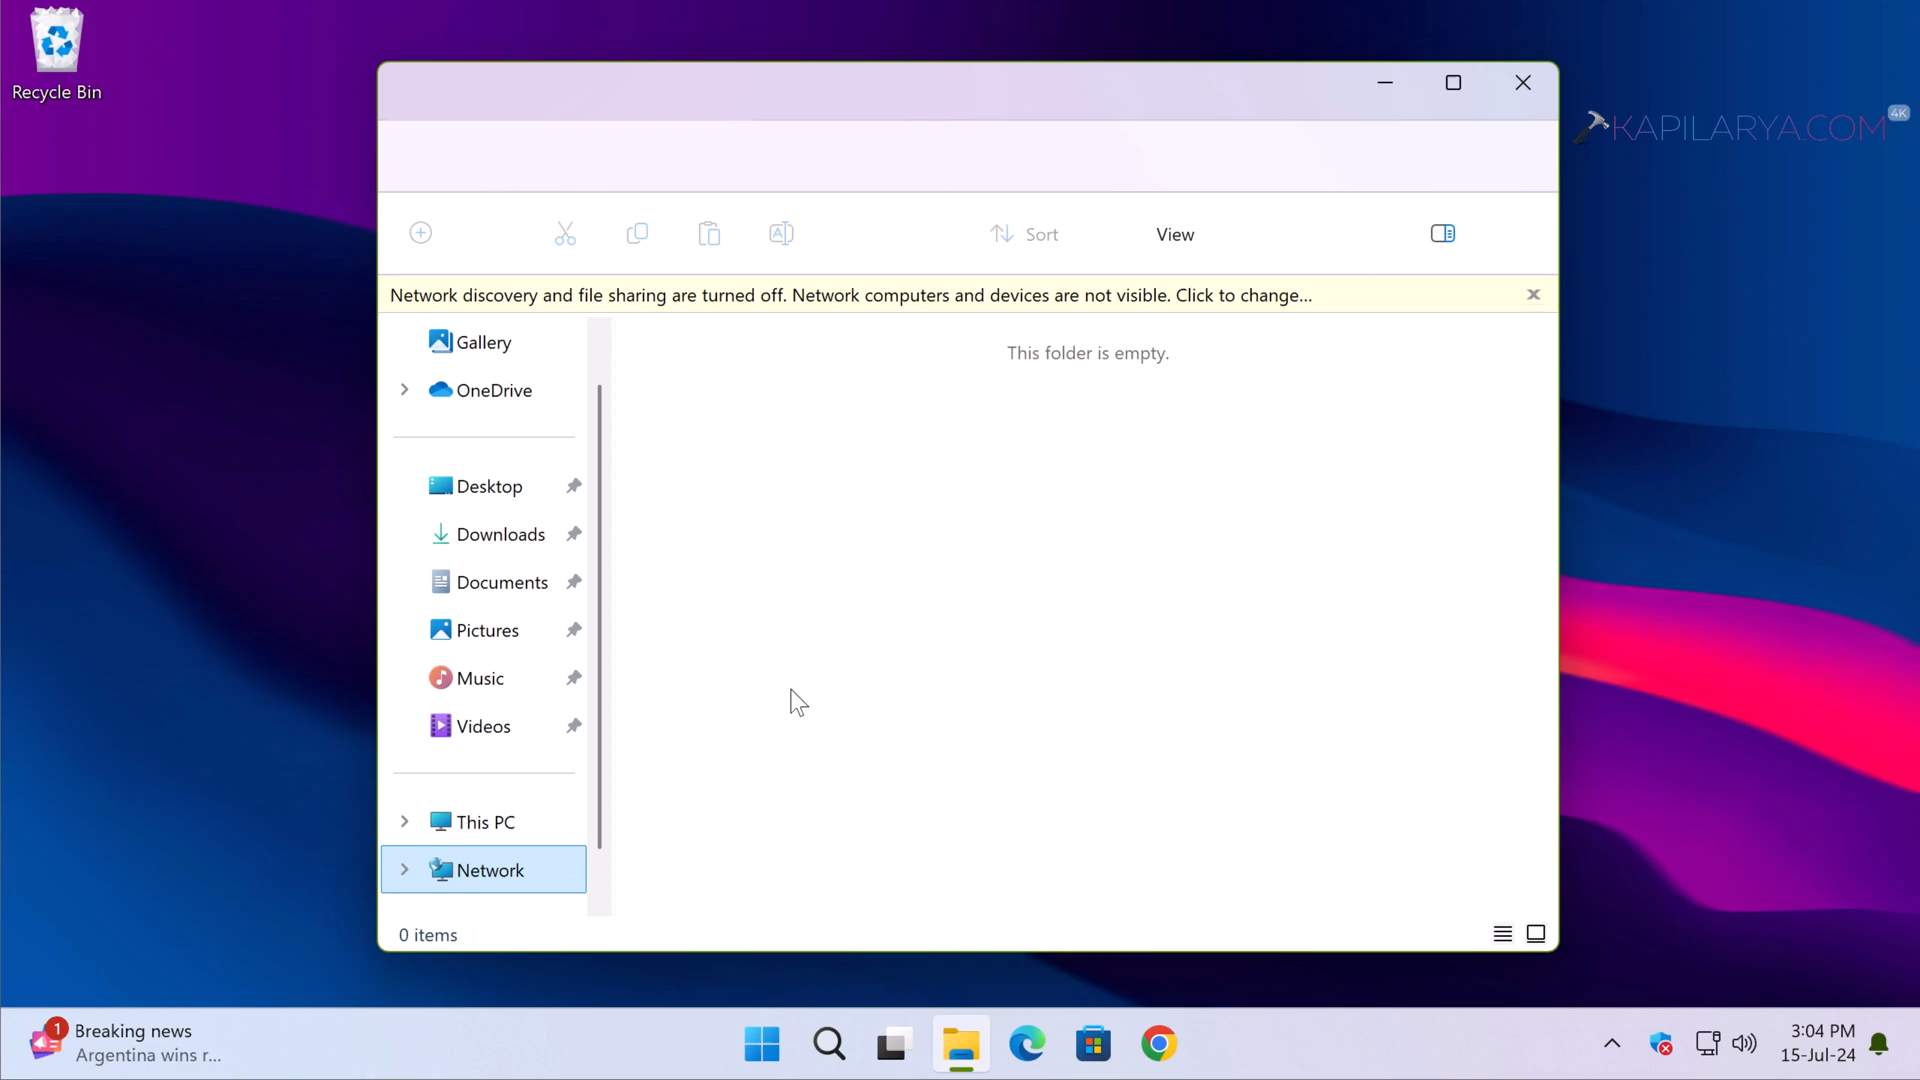 Recycle Bin
KAPILARYA.COM
4K
Sort
View
Network discovery and file sharing are turned off. Network computers and devices are not visible. Click to change...
Gallery
OneDrive
This folder is empty.
Desktop
Downloads
Documents
Pictures
Music
Videos
This PC
Network
0 items
1
Breaking news
Argentina wins r...
3:04 PM
15-Jul-24